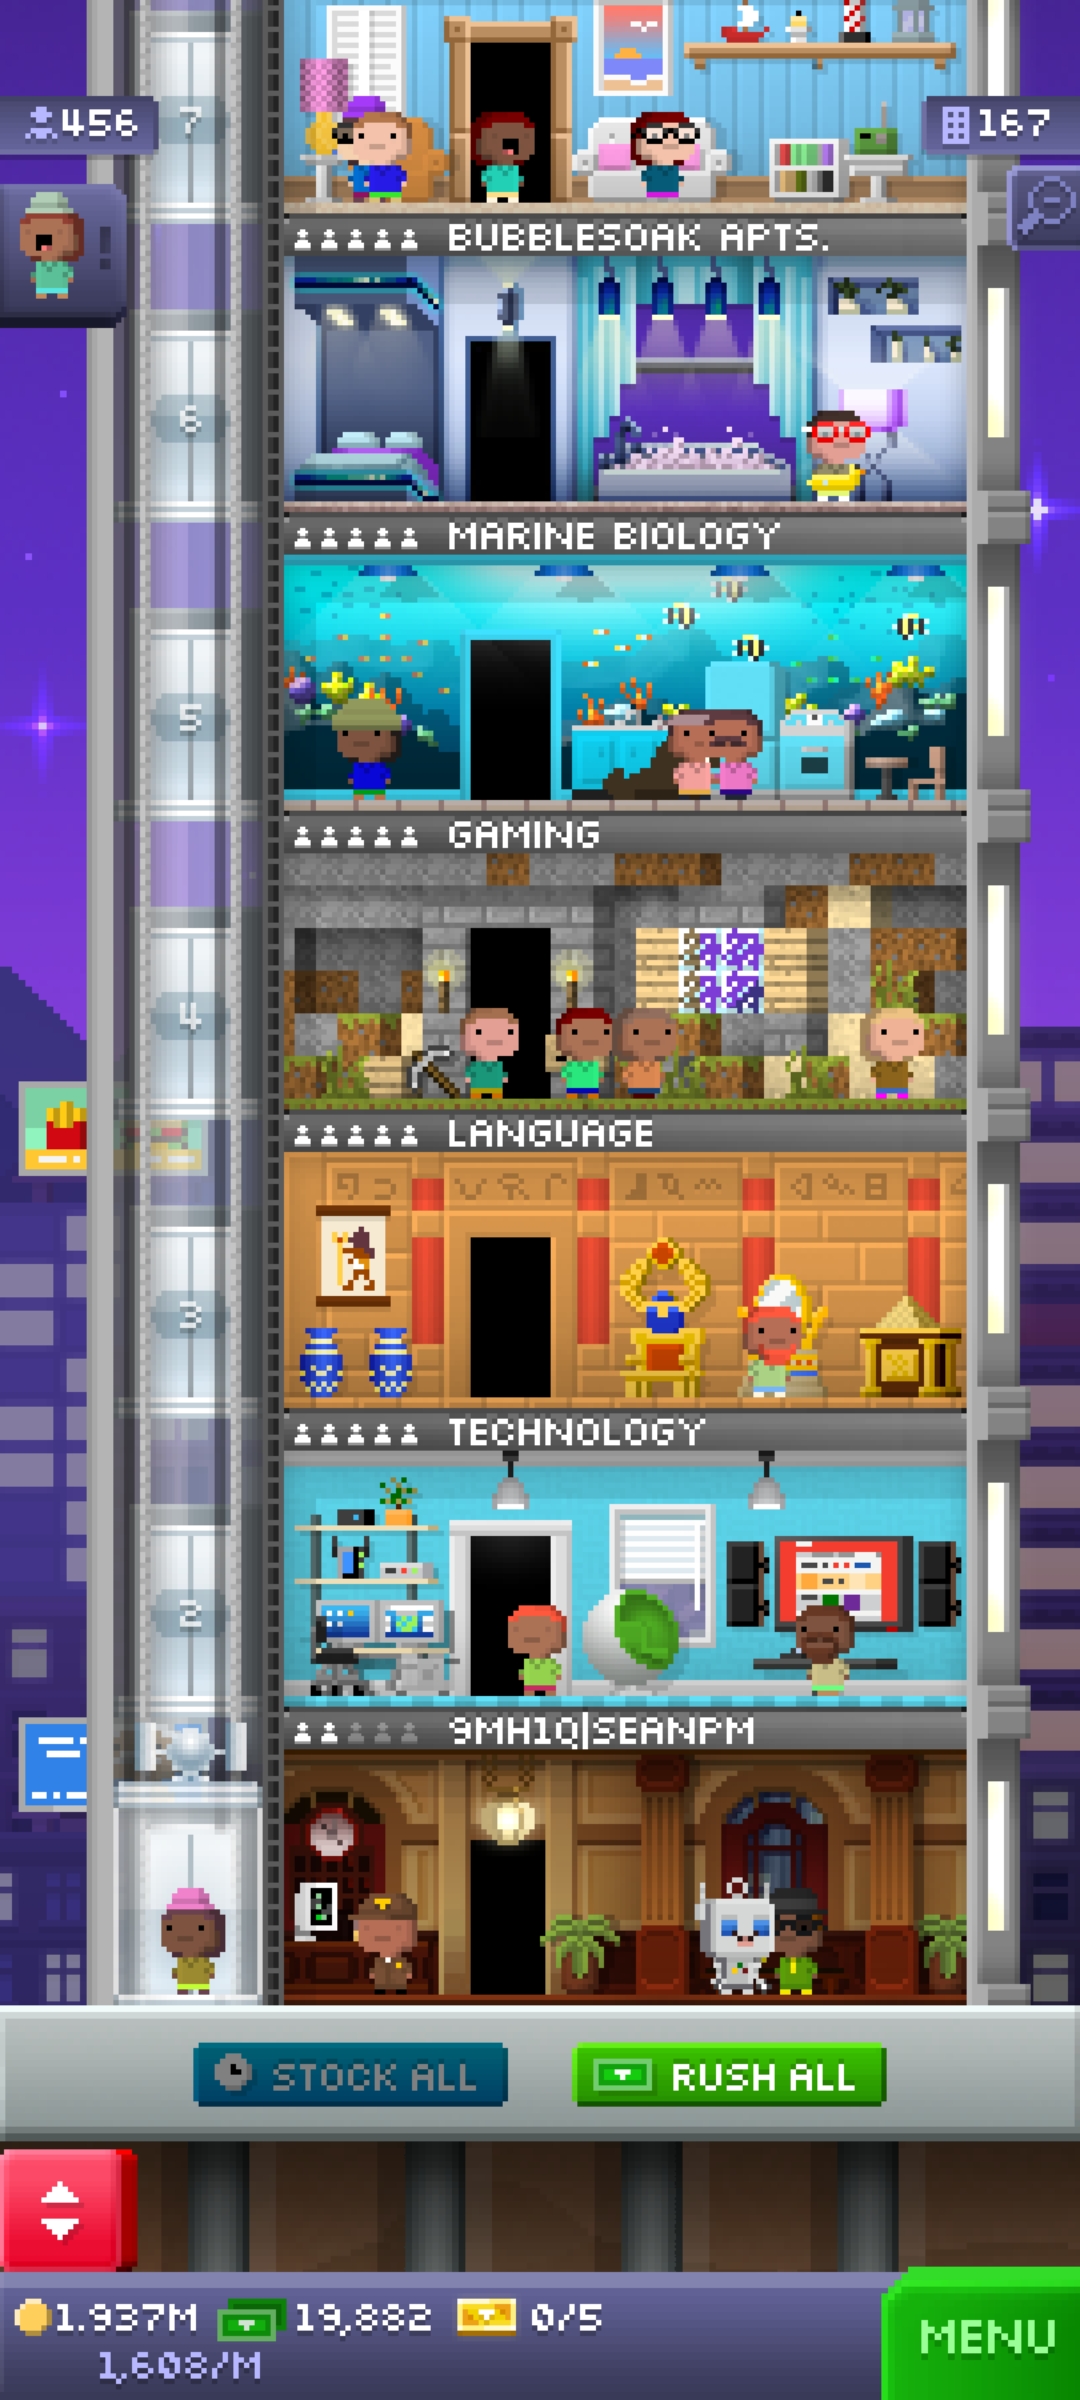 456
7
167
!
BUBBLESOAK APTS.
6
MARINE BIOLOGY
5
GAMING
4
LANGUAGE
3
TECHNOLOGY
2
9MH1Q|SEANPM
STOCK ALL
RUSH ALL
1.937M
19,882
0/5
MENU
1,608/M